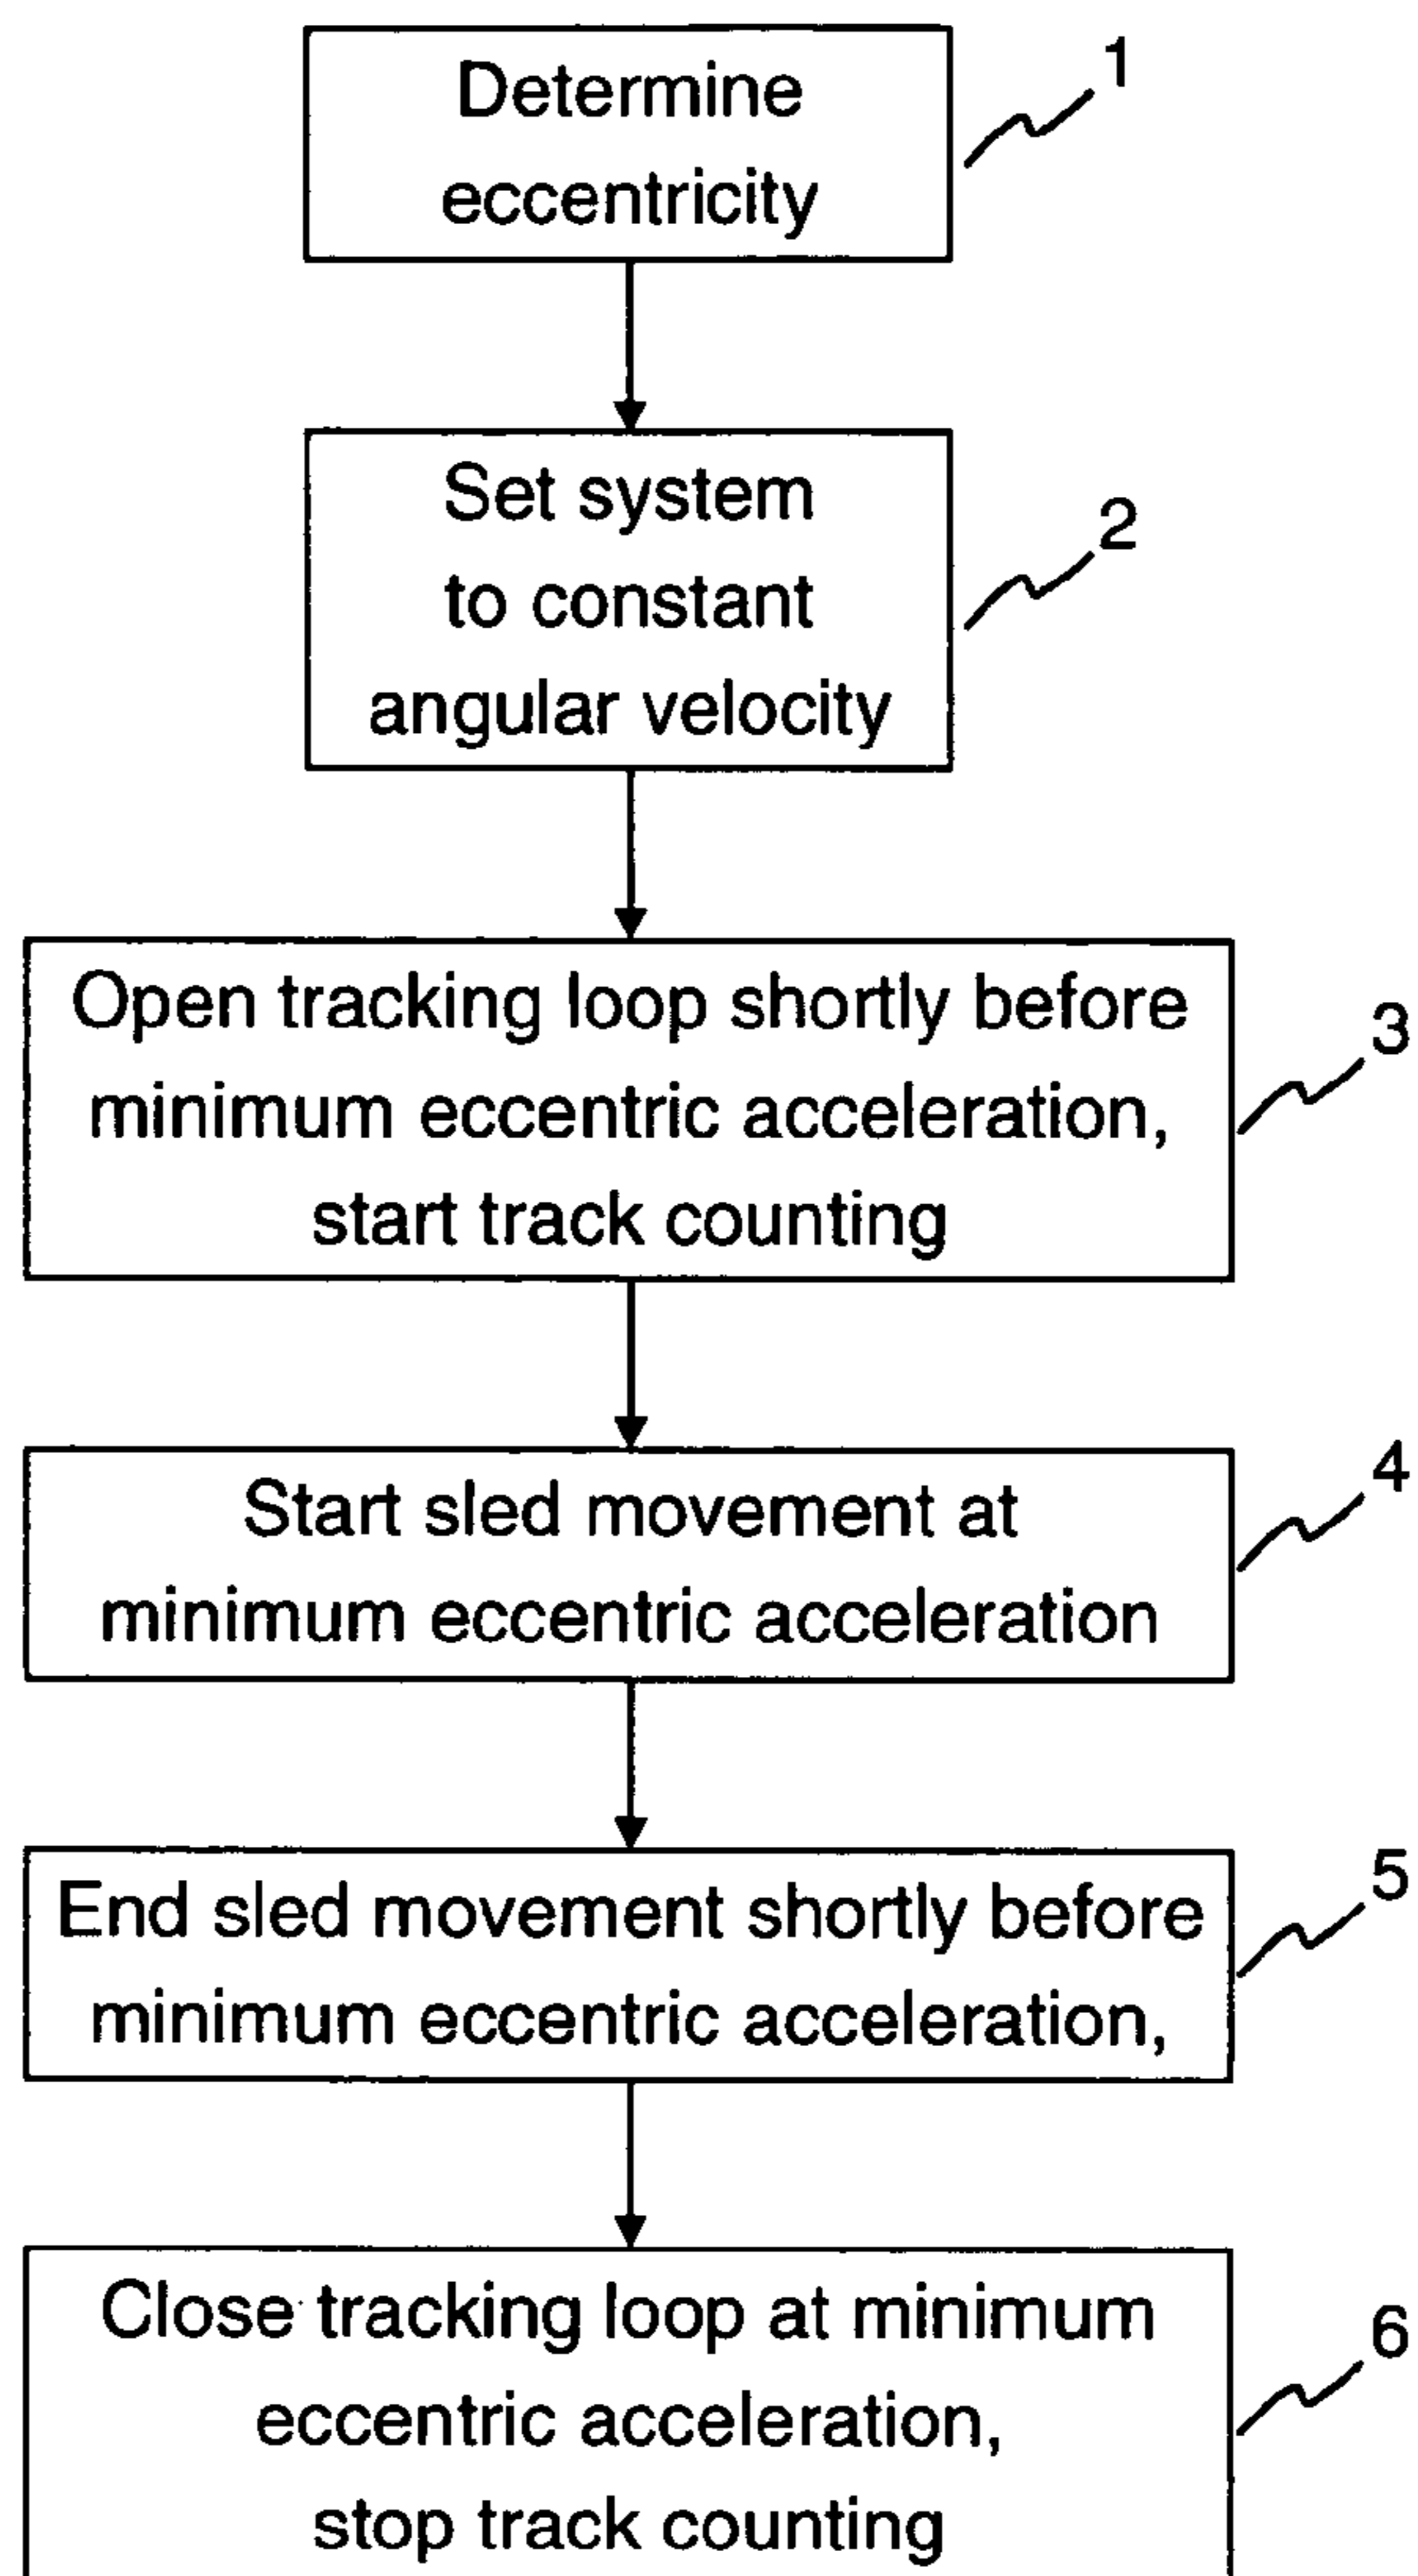 Determine
eccentricity
1
Set system
to constant
angular velocity
2
Open tracking loop shortly before
minimum eccentric acceleration,
start track counting
3
Start sled movement at
minimum eccentric acceleration
4
End sled movement shortly before
minimum eccentric acceleration,
5
Close tracking loop at minimum
eccentric acceleration,
stop track counting
6